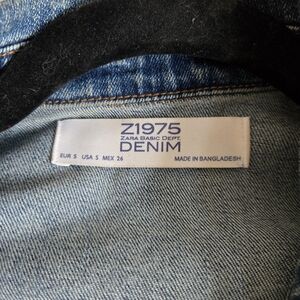 Z1975
ZARA BASIC DEPT.
DENIM
EUR S USA S MEX 26 MADE IN BANGLADESH